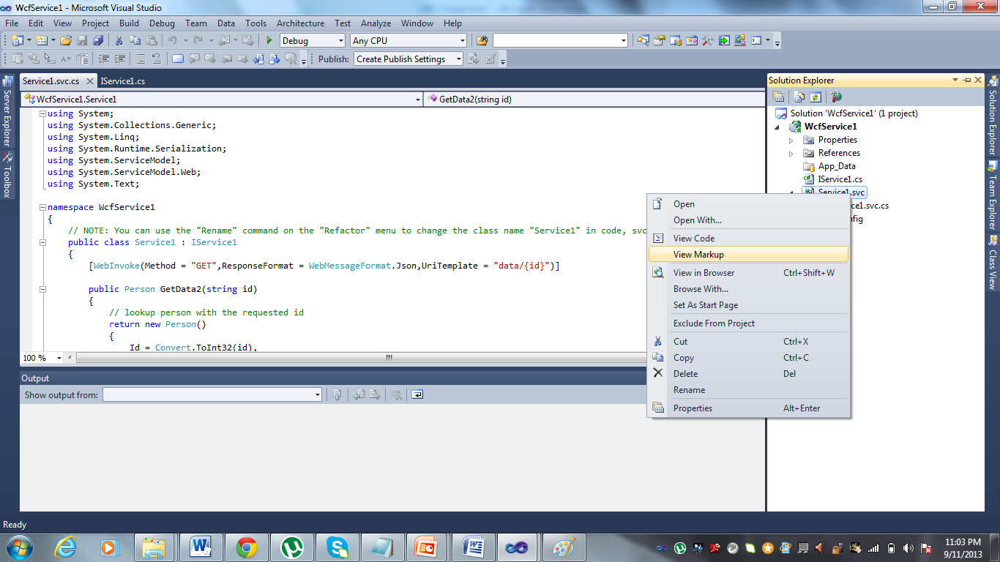 WcfService1 - Microsoft Visual Studio
File Edit View Project Build Debug Team Data Tools Architecture Test Analyze Window Help
Debug Any CPU
Publish: Create Publish Settings
Service1.svc.cs IService1.cs
WcfService1.Service1 GetData2(string id)
using System;
using System.Collections.Generic;
using System.Linq;
using System.Runtime.Serialization;
using System.ServiceModel;
using System.ServiceModel.Web;
using System.Text;
namespace WcfService1
{
// NOTE: You can use the "Rename" command on the "Refactor" menu to change the class name "Service1" in code, svc
public class Service1 : IService1
{
[WebInvoke(Method = "GET",ResponseFormat = WebMessageFormat.Json,UriTemplate = "data/{id}")]
public Person GetData2(string id)
{
// lookup person with the requested id
return new Person()
{
Id = Convert.ToInt32(id),
100 %
Output
Show output from:
Server Explorer
Toolbox
Solution Explorer
Solution 'WcfService1' (1 project)
WcfService1
Properties
References
App_Data
IService1.cs
Service1.svc
ce1.svc.cs
fig
Open
Open With...
View Code
View Markup
View in Browser Ctrl+Shift+W
Browse With...
Set As Start Page
Exclude From Project
Cut Ctrl+X
Copy Ctrl+C
Delete Del
Rename
Properties Alt+Enter
Solution Explorer
Team Explorer
Class View
Ready
11:03 PM
9/11/2013